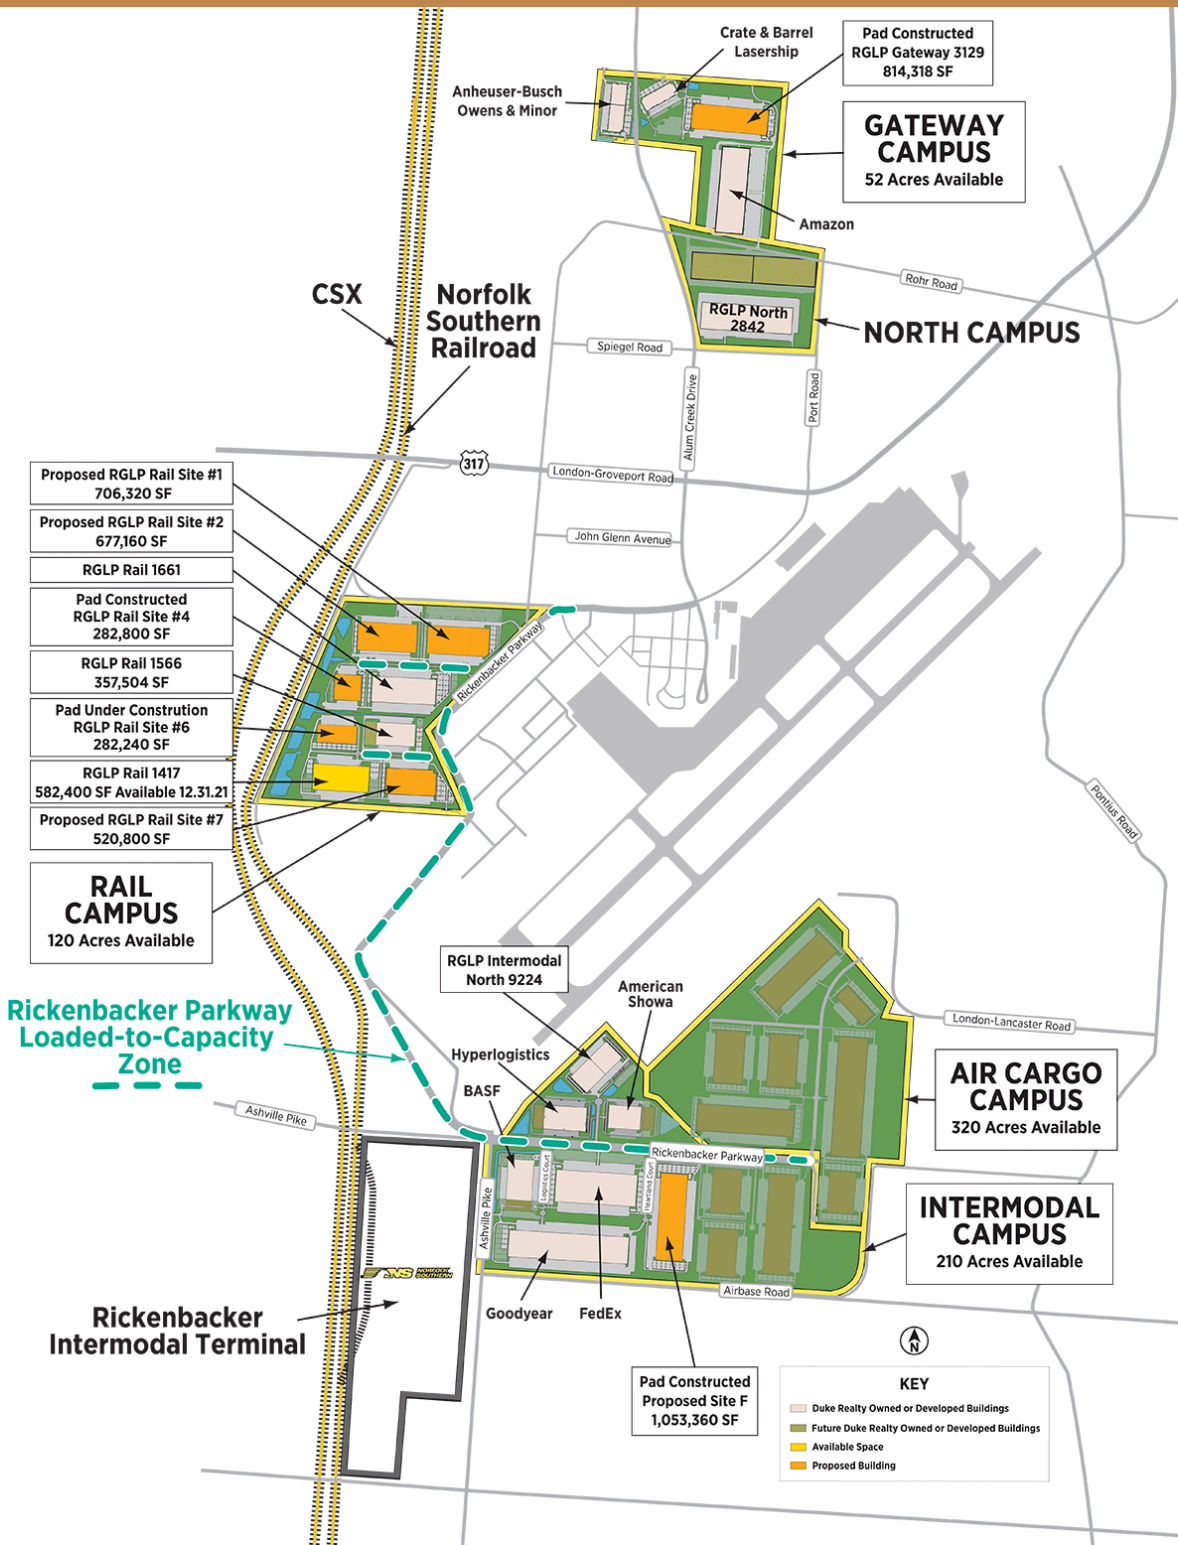 Crate & Barrel
Lasership
Pad Constructed
RGLP Gateway 3129
814,318 SF
Anheuser-Busch
Owens & Minor
GATEWAY
CAMPUS
52 Acres Available
Amazon
Rohr Road
CSX
Norfolk
Southern
Railroad
RGLP North
2842
NORTH CAMPUS
Spiegel Road
Alum Creek Drive
Port Road
317
London-Groveport Road
John Glenn Avenue
Proposed RGLP Rail Site #1
706,320 SF
Proposed RGLP Rail Site #2
677,160 SF
RGLP Rail 1661
Pad Constructed
RGLP Rail Site #4
282,800 SF
RGLP Rail 1566
357,504 SF
Pad Under Constrution
RGLP Rail Site #6
282,240 SF
RGLP Rail 1417
582,400 SF Available 12.31.21
Proposed RGLP Rail Site #7
520,800 SF
RAIL
CAMPUS
120 Acres Available
Rickenbacker Parkway
Pontius Road
Rickenbacker Parkway
Loaded-to-Capacity
Zone
RGLP Intermodal
North 9224
American
Showa
Hyperlogistics
BASF
London-Lancaster Road
AIR CARGO
CAMPUS
320 Acres Available
Ashville Pike
Rickenbacker Parkway
Logistics Court
Heartland Court
Ashville Pike
INTERMODAL
CAMPUS
210 Acres Available
NS NORFOLK
SOUTHERN
Rickenbacker
Intermodal Terminal
Goodyear
FedEx
Airbase Road
Pad Constructed
Proposed Site F
1,053,360 SF
N
KEY
Duke Realty Owned or Developed Buildings
Future Duke Realty Owned or Developed Buildings
Available Space
Proposed Building